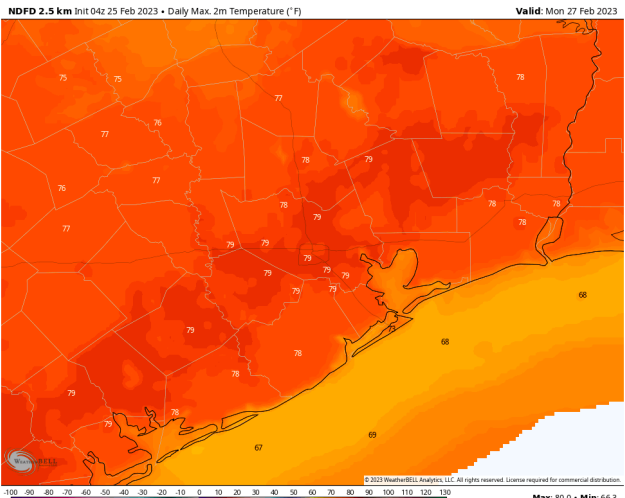 NDFD 2.5 km Init 04z 25 Feb 2023 • Daily Max. 2m Temperature (°F)
Valid: Mon 27 Feb 2023
75 75 78
77
76
77
78 79
77
76
78 78 78
79 78
77
79 79
79
79 79 79
79 79
68
79 73
68
78
78
79
78
79
69
67
WeatherBELL
© 2023 WeatherBELL Analytics, LLC. All rights reserved. License required for commercial distribution.
-100 -90 -80 -70 -60 -50 -40 -30 -20 -10 0 10 20 30 40 50 60 70 80 90 100 110 120 130
Max: 80.0 • Min: 66.3